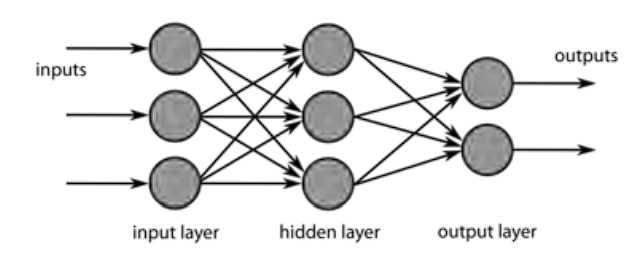 outputs
inputs
input layer
hidden layer
output layer